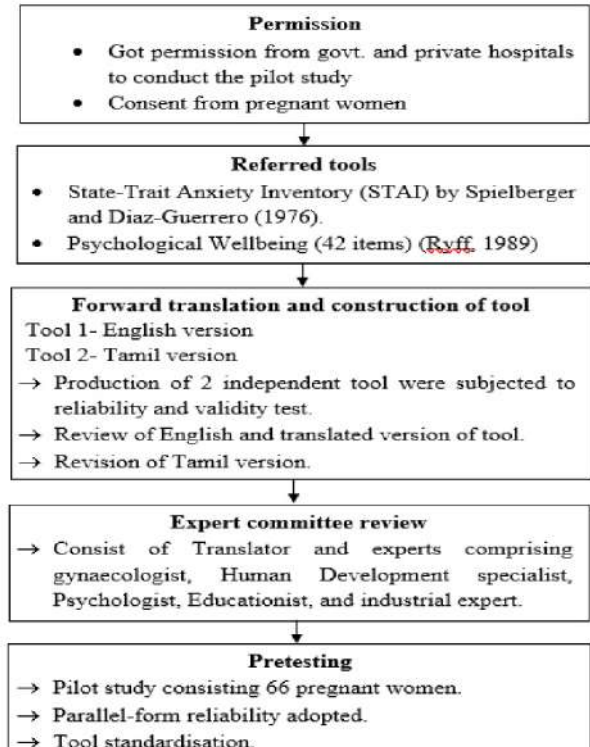 Permission
• Got permission from govt. and private hospitals
to conduct the pilot study
• Consent from pregnant women
Referred tools
• State-Trait Anxiety Inventory (STAI) by Spielberger
and Diaz-Guerrero (1976).
• Psychological Wellbeing (42 items) (Ryff, 1989)
Forward translation and construction of tool
Tool 1- English version
Tool 2- Tamil version
→ Production of 2 independent tool were subjected to
reliability and validity test.
→ Review of English and translated version of tool.
→ Revision of Tamil version.
Expert committee review
→ Consist of Translator and experts comprising
gynaecologist, Human Development specialist,
Psychologist, Educationist, and industrial expert.
Pretesting
→ Pilot study consisting 66 pregnant women.
→ Parallel-form reliability adopted.
→ Tool standardisation.